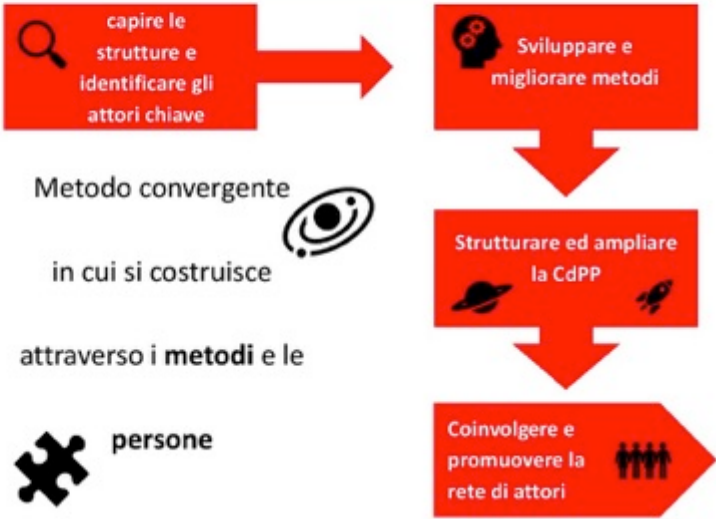 capire le
strutture e
identificare gli
attori chiave
Sviluppare e
migliorare metodi
Metodo convergente
in cui si costruisce
attraverso i metodi e le
persone
Strutturare ed ampliare
la CdPP
Coinvolgere e
promuovere la
rete di attori